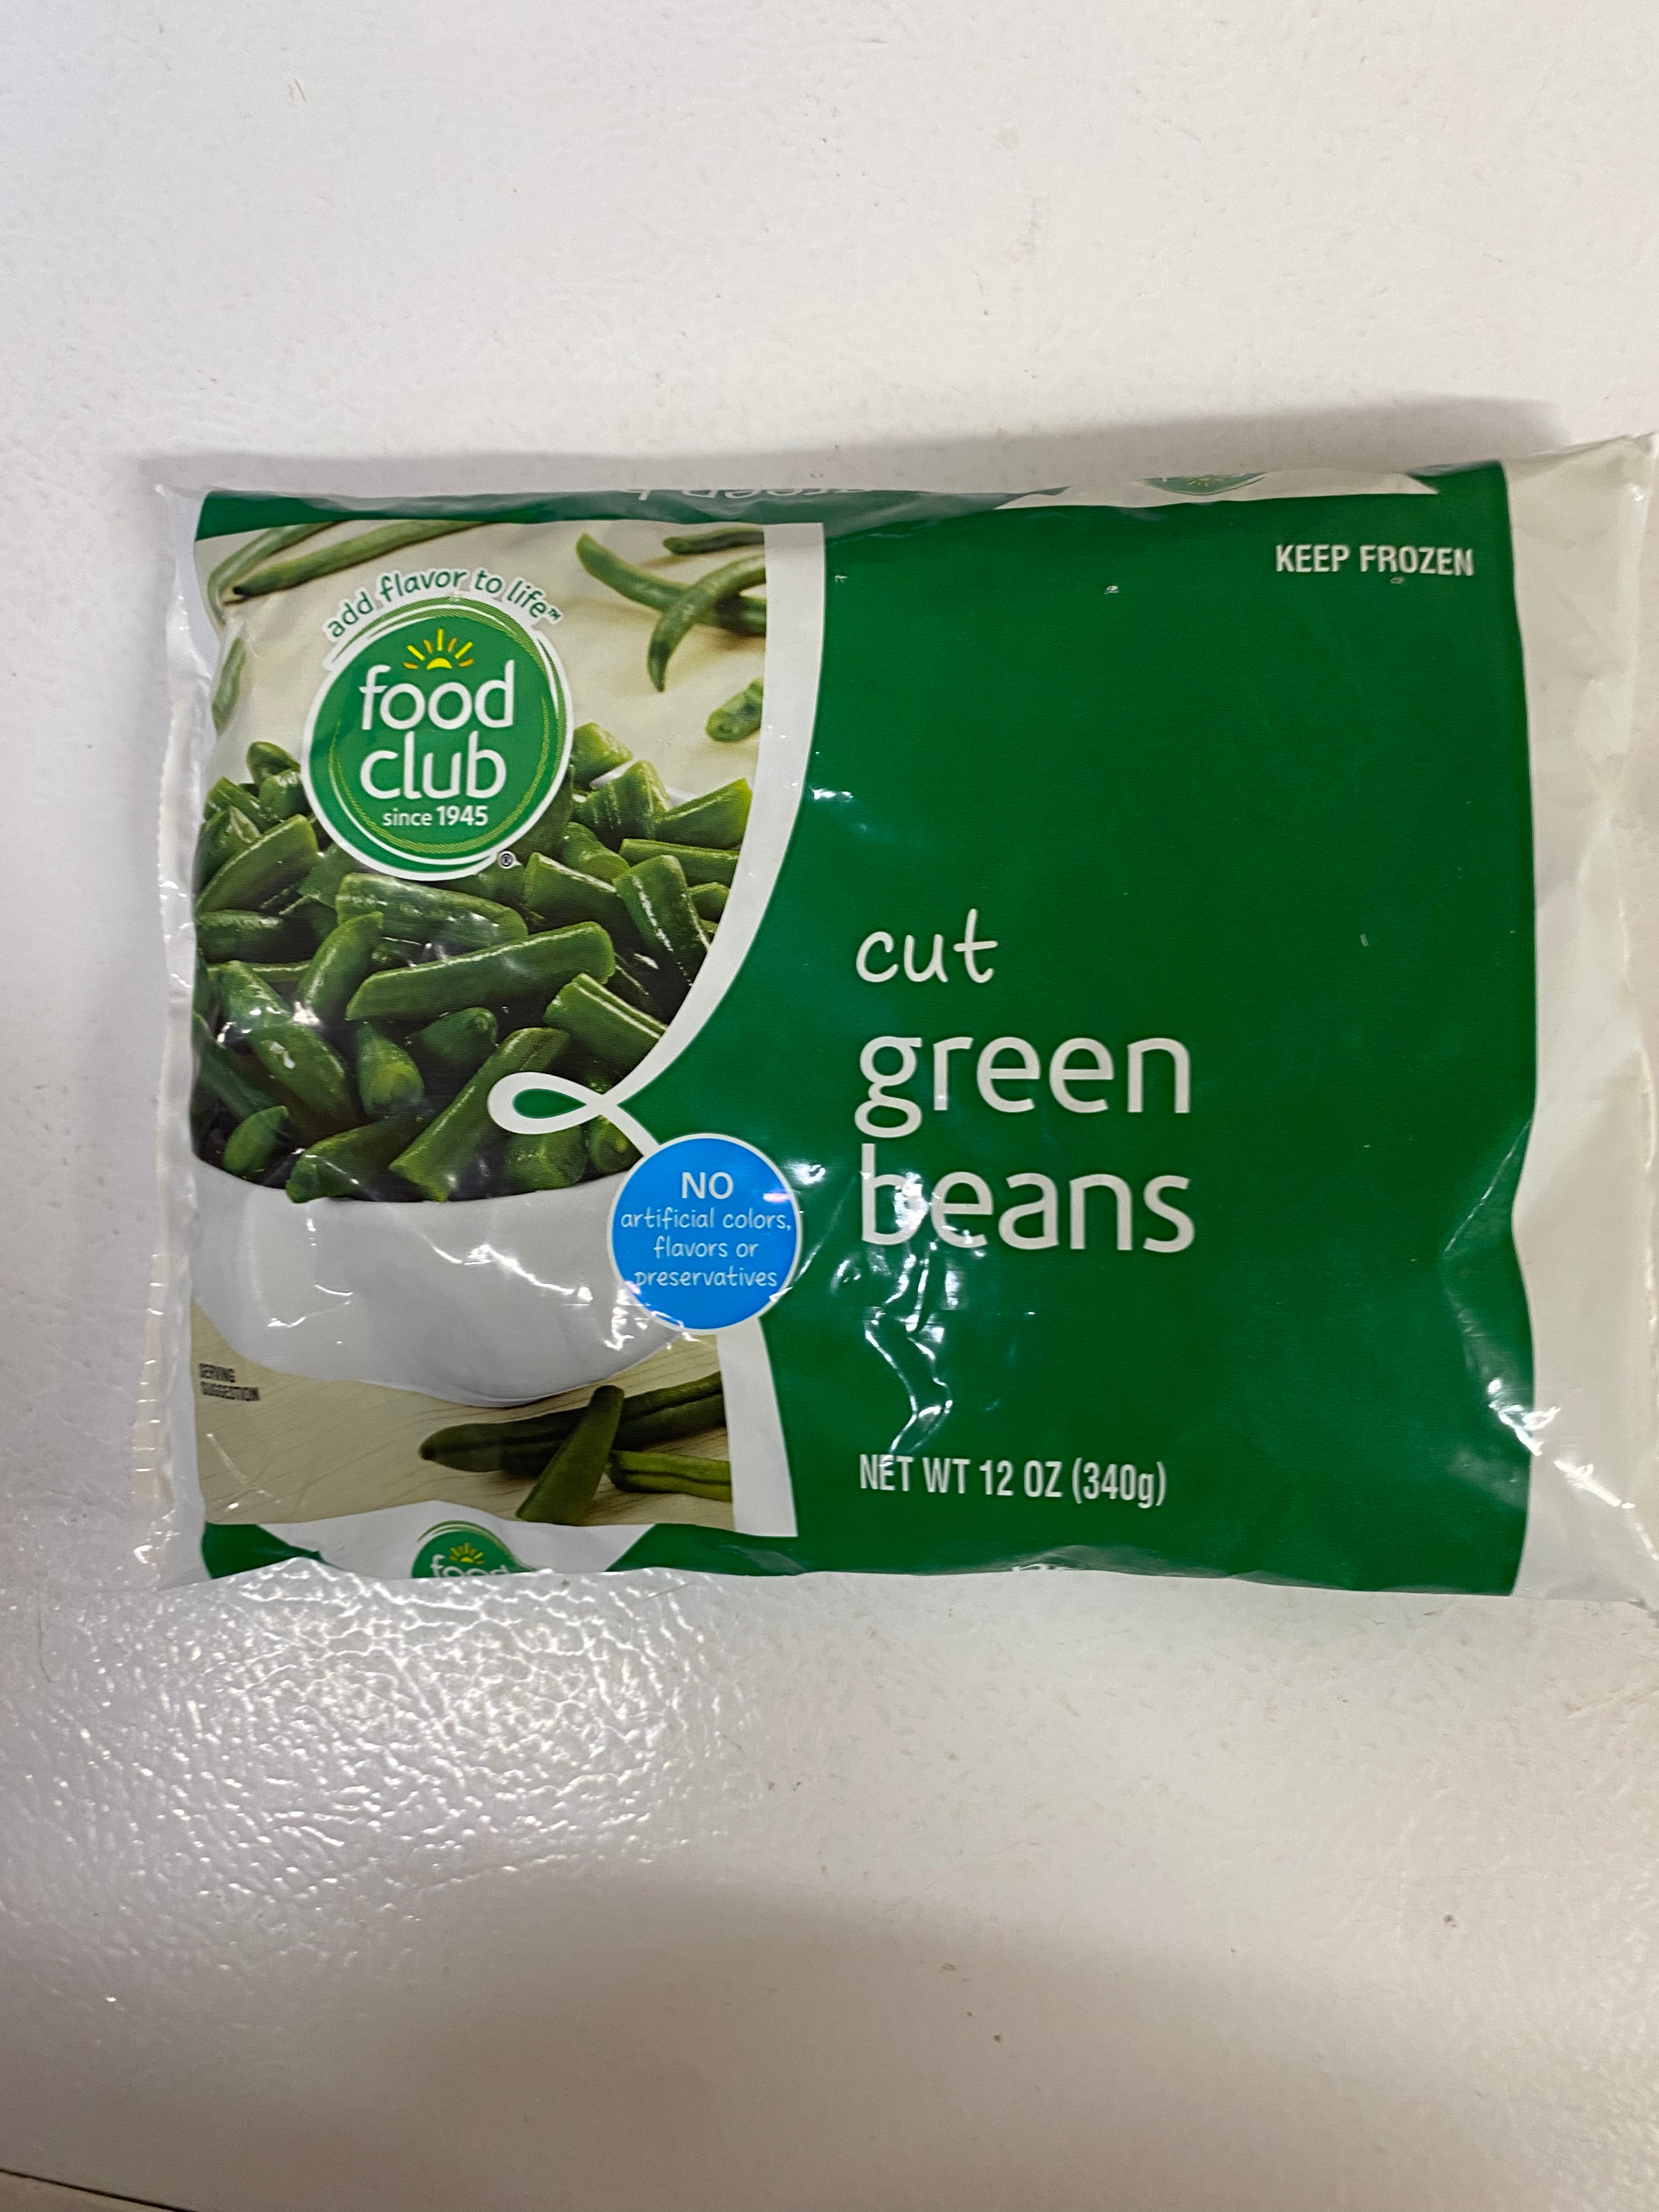 KEEP FROZEN
add flavor to life™
food
club
since 1945
®
cut
green
beans
NO
artificial colors,
flavors or
preservatives
SERVING
SUGGESTION
NET WT 12 OZ (340g)
food